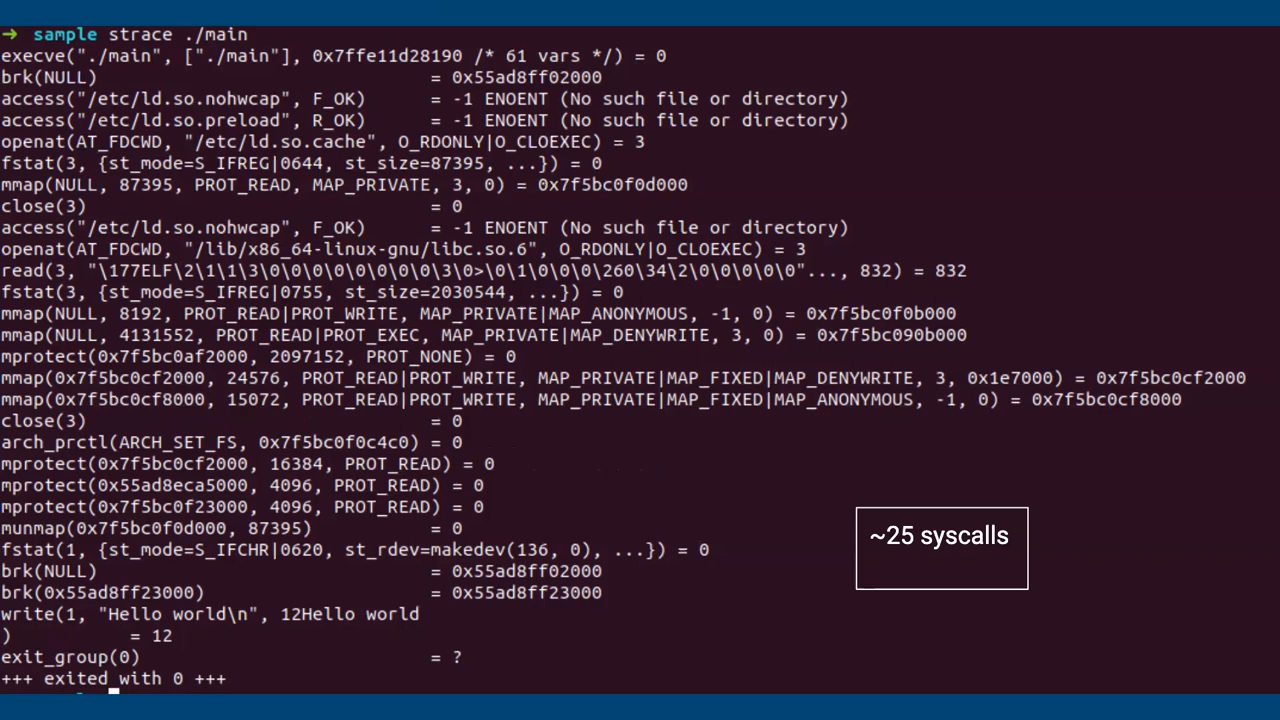 → sample strace ./main
execve("./main", ["./main"], 0x7ffe11d28190 /* 61 vars */) = 0
brk(NULL)                               = 0x55ad8ff02000
access("/etc/ld.so.nohwcap", F_OK)      = -1 ENOENT (No such file or directory)
access("/etc/ld.so.preload", R_OK)      = -1 ENOENT (No such file or directory)
openat(AT_FDCWD, "/etc/ld.so.cache", O_RDONLY|O_CLOEXEC) = 3
fstat(3, {st_mode=S_IFREG|0644, st_size=87395, ...}) = 0
mmap(NULL, 87395, PROT_READ, MAP_PRIVATE, 3, 0) = 0x7f5bc0f0d000
close(3)                                = 0
access("/etc/ld.so.nohwcap", F_OK)      = -1 ENOENT (No such file or directory)
openat(AT_FDCWD, "/lib/x86_64-linux-gnu/libc.so.6", O_RDONLY|O_CLOEXEC) = 3
read(3, "\177ELF\2\1\1\3\0\0\0\0\0\0\0\0\3\0>\0\1\0\0\0\260\34\2\0\0\0\0\0"..., 832) = 832
fstat(3, {st_mode=S_IFREG|0755, st_size=2030544, ...}) = 0
mmap(NULL, 8192, PROT_READ|PROT_WRITE, MAP_PRIVATE|MAP_ANONYMOUS, -1, 0) = 0x7f5bc0f0b000
mmap(NULL, 4131552, PROT_READ|PROT_EXEC, MAP_PRIVATE|MAP_DENYWRITE, 3, 0) = 0x7f5bc090b000
mprotect(0x7f5bc0af2000, 2097152, PROT_NONE) = 0
mmap(0x7f5bc0cf2000, 24576, PROT_READ|PROT_WRITE, MAP_PRIVATE|MAP_FIXED|MAP_DENYWRITE, 3, 0x1e7000) = 0x7f5bc0cf2000
mmap(0x7f5bc0cf8000, 15072, PROT_READ|PROT_WRITE, MAP_PRIVATE|MAP_FIXED|MAP_ANONYMOUS, -1, 0) = 0x7f5bc0cf8000
close(3)                                = 0
arch_prctl(ARCH_SET_FS, 0x7f5bc0f0c4c0) = 0
mprotect(0x7f5bc0cf2000, 16384, PROT_READ) = 0
mprotect(0x55ad8eca5000, 4096, PROT_READ) = 0
mprotect(0x7f5bc0f23000, 4096, PROT_READ) = 0
munmap(0x7f5bc0f0d000, 87395)           = 0
fstat(1, {st_mode=S_IFCHR|0620, st_rdev=makedev(136, 0), ...}) = 0
brk(NULL)                               = 0x55ad8ff02000
brk(0x55ad8ff23000)                     = 0x55ad8ff23000
write(1, "Hello world\n", 12Hello world
)           = 12
exit_group(0)                           = ?
+++ exited with 0 +++
~25 syscalls